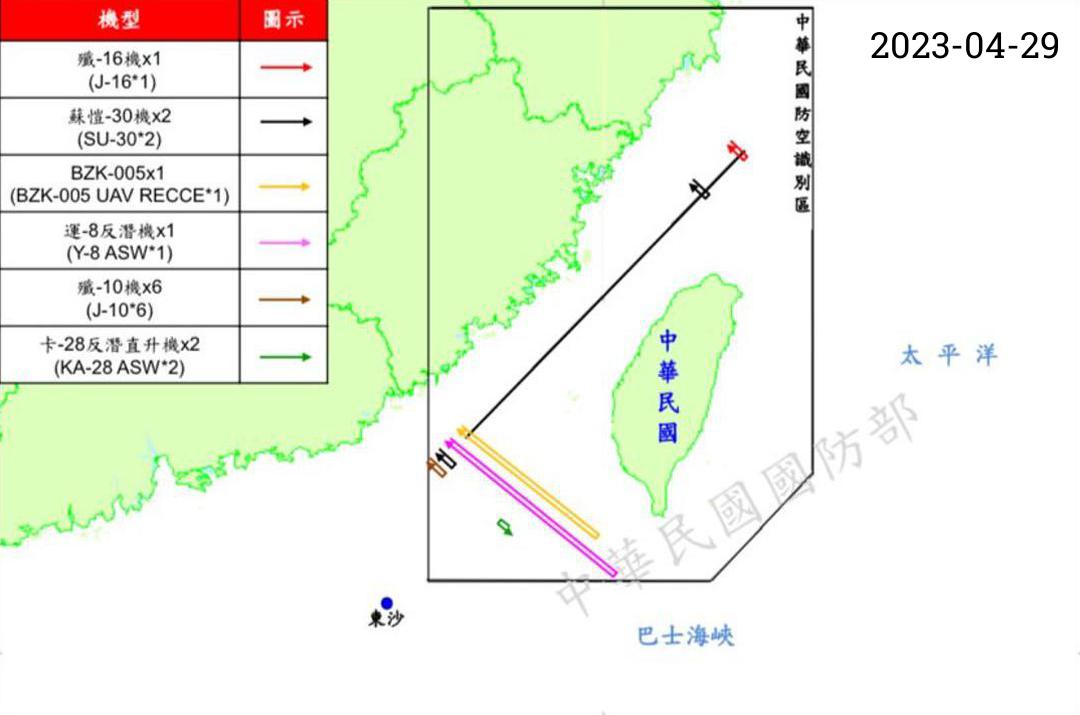 機型 圖示
殲-16機x1
(J-16*1)
蘇愷-30機x2
(SU-30*2)
BZK-005x1
(BZK-005 UAV RECCE*1)
運-8反潛機x1
(Y-8 ASW*1)
殲-10機x6
(J-10*6)
卡-28反潛直升機x2
(KA-28 ASW*2)
中華民國防空識別區
2023-04-29
中華民國
太平洋
中華民國國防部
東沙
巴士海峽